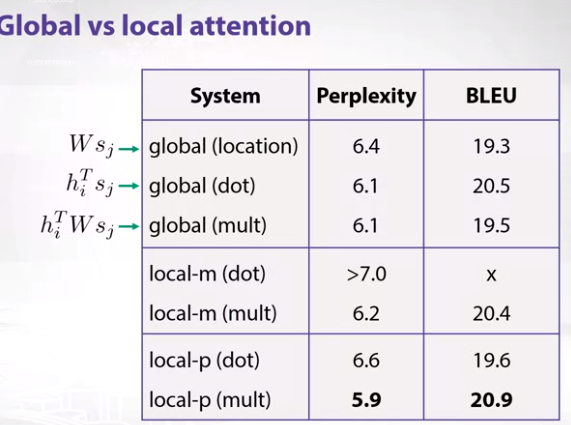 Global vs local attention
System Perplexity BLEU
Ws_j → global (location) 6.4 19.3
h_i^T s_j → global (dot) 6.1 20.5
h_i^T W s_j → global (mult) 6.1 19.5
local-m (dot) >7.0 x
local-m (mult) 6.2 20.4
local-p (dot) 6.6 19.6
local-p (mult) 5.9 20.9